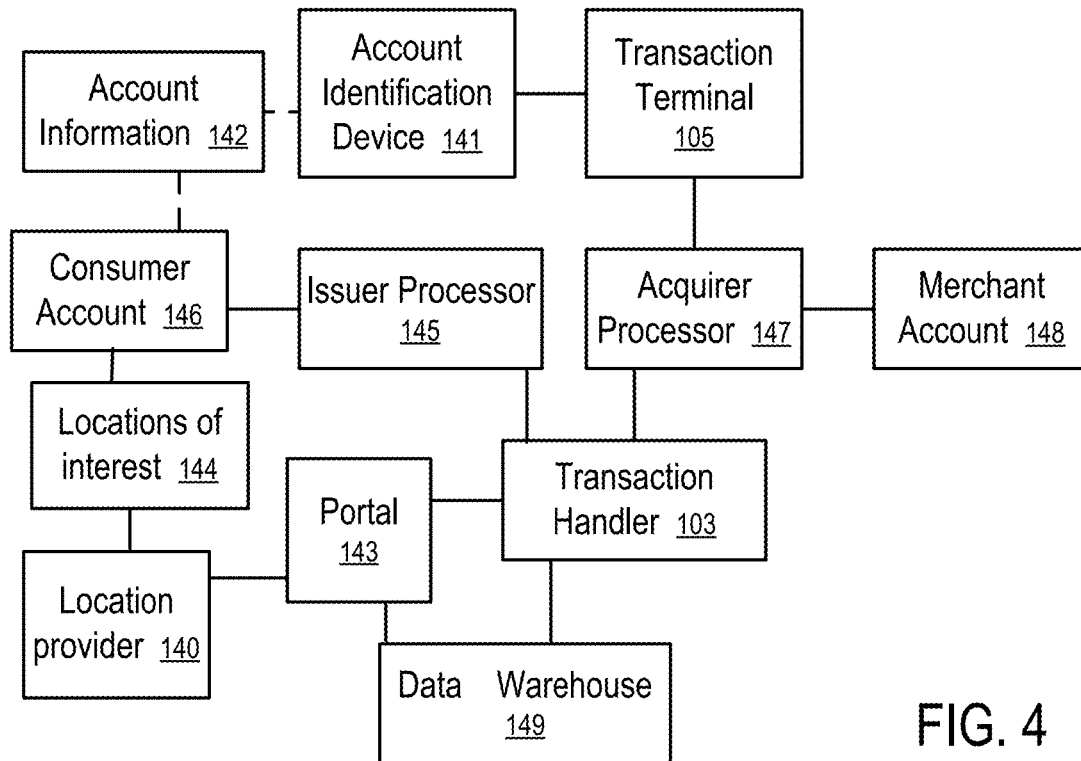 Account
Information 142
Account
Identification
Device 141
Transaction
Terminal
105
Consumer
Account 146
Issuer Processor
145
Acquirer
Processor 147
Merchant
Account 148
Locations of
interest 144
Portal
143
Transaction
Handler 103
Location
provider 140
Data Warehouse
149
FIG. 4